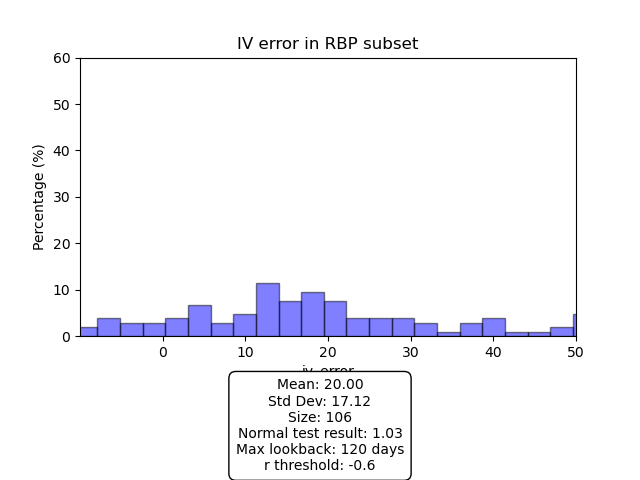 IV error in RBP subset
60
50
40
30
20
10
0
Percentage (%)
0 10 20 30 40 50
iv_error
Mean: 20.00
Std Dev: 17.12
Size: 106
Normal test result: 1.03
Max lookback: 120 days
r threshold: -0.6